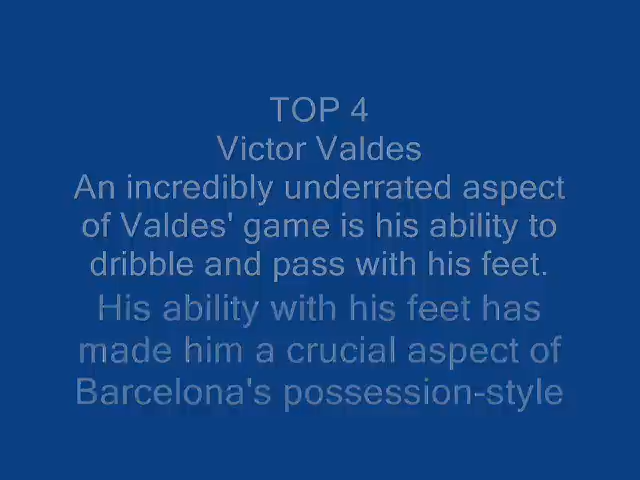 TOP 4
Victor Valdes
An incredibly underrated aspect
of Valdes' game is his ability to
dribble and pass with his feet.
His ability with his feet has
made him a crucial aspect of
Barcelona's possession-style